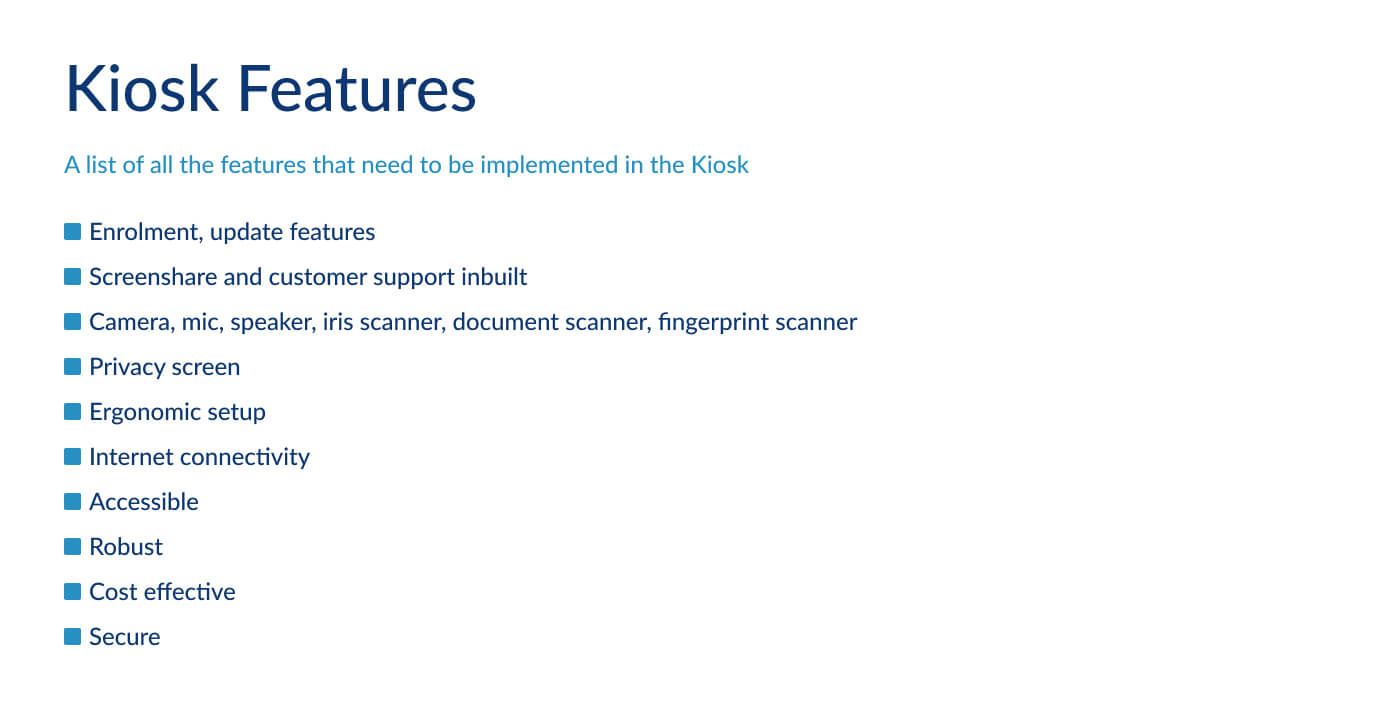 Kiosk Features
A list of all the features that need to be implemented in the Kiosk
Enrolment, update features
Screenshare and customer support inbuilt
Camera, mic, speaker, iris scanner, document scanner, fingerprint scanner
Privacy screen
Ergonomic setup
Internet connectivity
Accessible
Robust
Cost effective
Secure